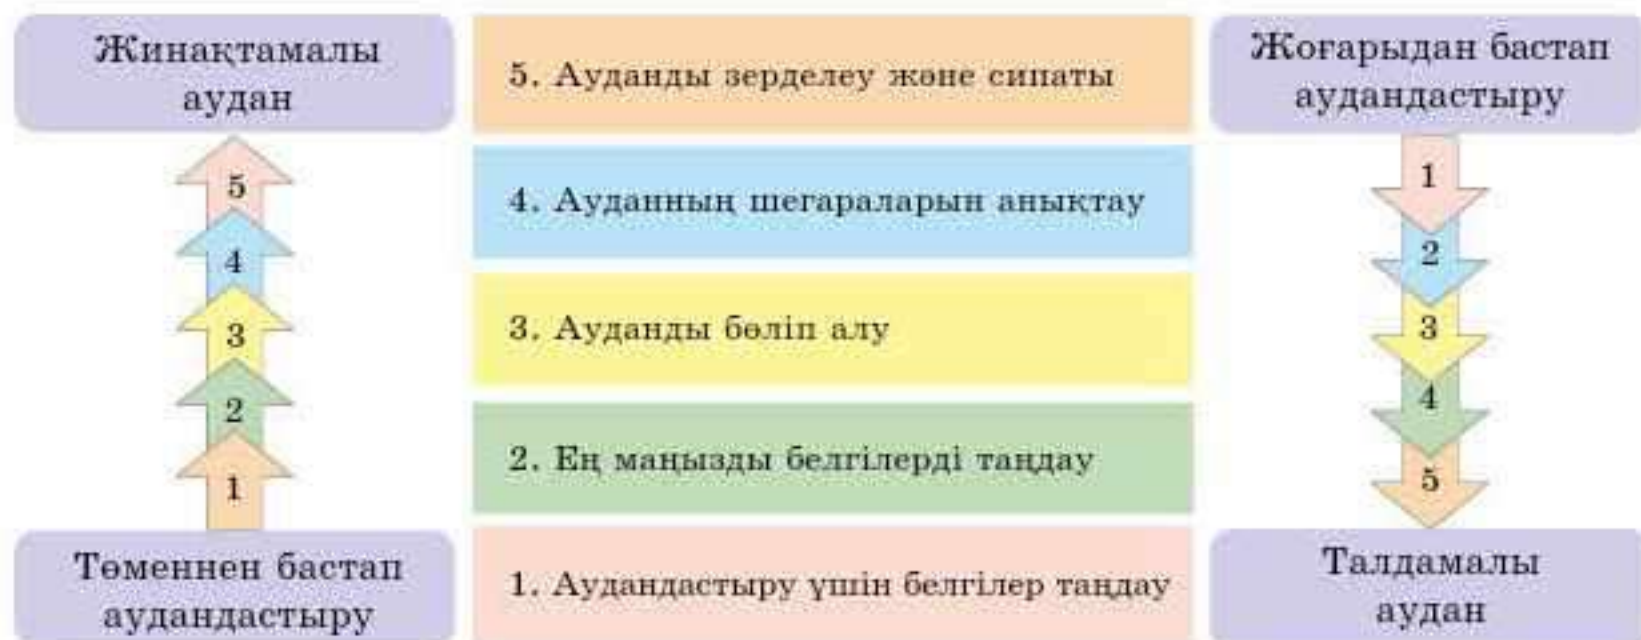 Жинақтамалы
аудан
5
4
3
2
1
Төменнен бастап
аудандастыру
5. Ауданды зерделеу және сипаты
4. Ауданның шегараларын анықтау
3. Ауданды бөліп алу
2. Ең маңызды белгілерді таңдау
1. Аудандастыру үшін белгілер таңдау
Жоғарыдан бастап
аудандастыру
1
2
3
4
5
Талдамалы
аудан